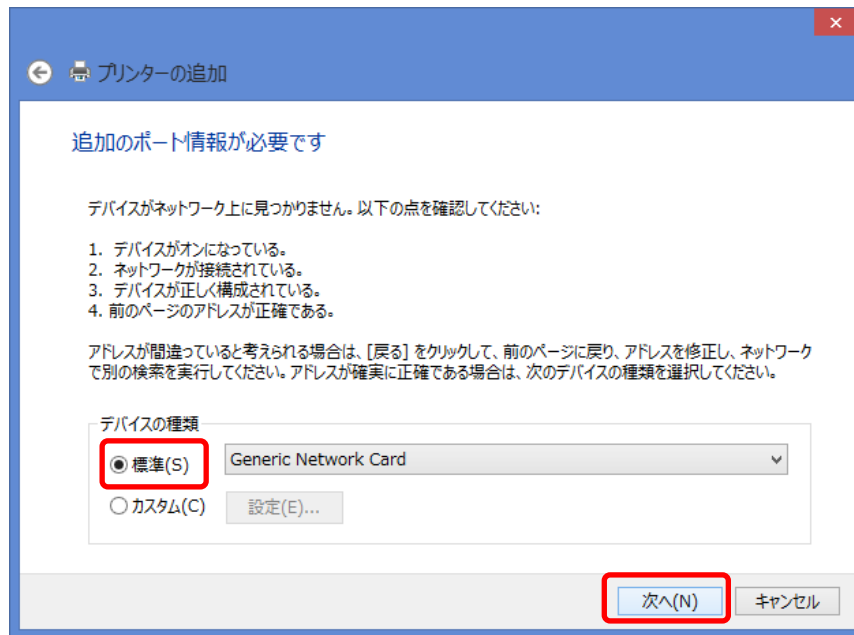 プリンターの追加
追加のポート情報が必要です
デバイスがネットワーク上に見つかりません。以下の点を確認してください:
1. デバイスがオンになっている。
2. ネットワークが接続されている。
3. デバイスが正しく構成されている。
4. 前のページのアドレスが正確である。
アドレスが間違っていると考えられる場合は、[戻る] をクリックして、前のページに戻り、アドレスを修正し、ネットワーク
で別の検索を実行してください。アドレスが確実に正確である場合は、次のデバイスの種類を選択してください。
デバイスの種類
標準(S) Generic Network Card
カスタム(C) 設定(E)...
次へ(N) キャンセル